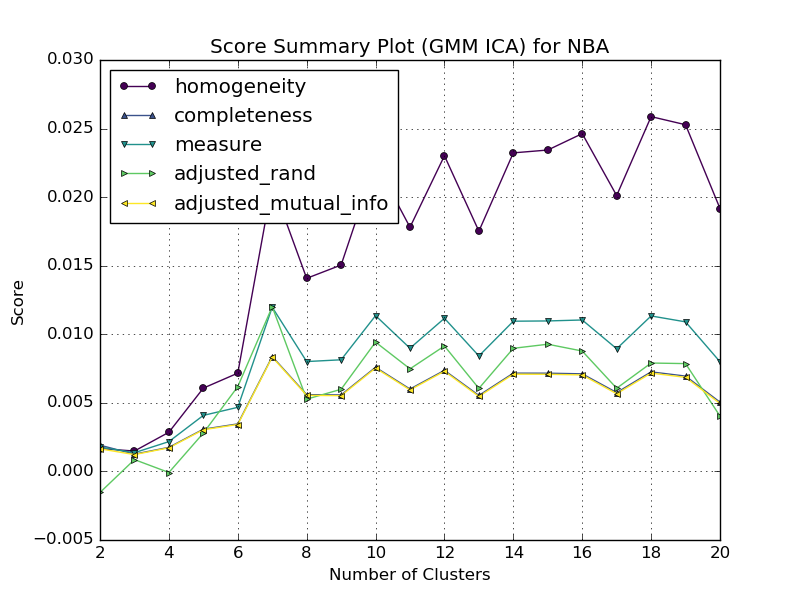 Score Summary Plot (GMM ICA) for NBA
0.030
0.025
0.020
0.015
0.010
0.005
0.000
−0.005
Score
homogeneity
completeness
measure
adjusted_rand
adjusted_mutual_info
2 4 6 8 10 12 14 16 18 20
Number of Clusters